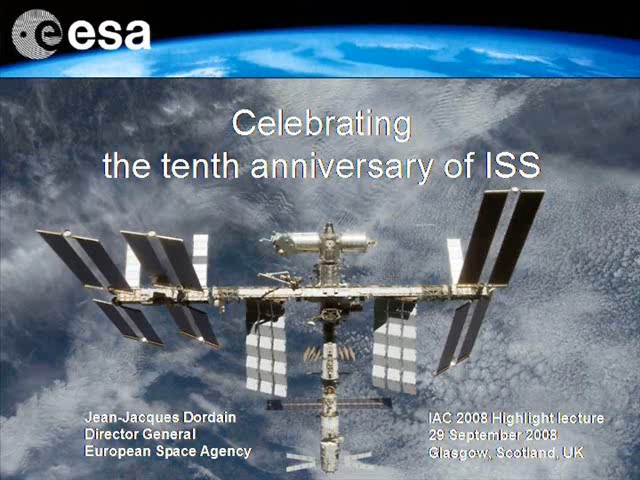 esa
Celebrating
the tenth anniversary of ISS
Jean-Jacques Dordain
Director General
European Space Agency
IAC 2008 Highlight lecture
29 September 2008
Glasgow, Scotland, UK